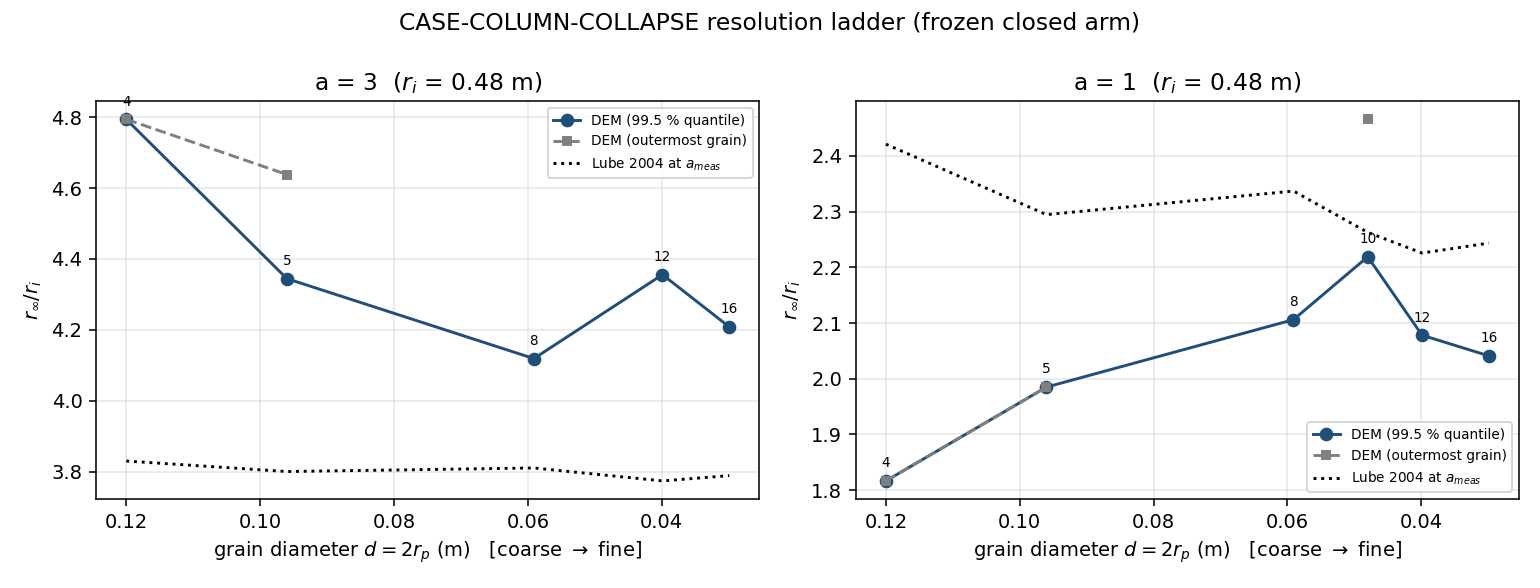 CASE-COLUMN-COLLAPSE resolution ladder (frozen closed arm)
a = 3 (r_i = 0.48 m)
4.8
4.6
4.4
4.2
4.0
3.8
r_∞/r_i
4
5
8
12
16
DEM (99.5 % quantile)
DEM (outermost grain)
Lube 2004 at a_meas
0.12
0.10
0.08
0.06
0.04
grain diameter d = 2r_p (m) [coarse → fine]
a = 1 (r_i = 0.48 m)
2.4
2.3
2.2
2.1
2.0
1.9
1.8
r_∞/r_i
4
5
8
10
12
16
DEM (99.5 % quantile)
DEM (outermost grain)
Lube 2004 at a_meas
0.12
0.10
0.08
0.06
0.04
grain diameter d = 2r_p (m) [coarse → fine]